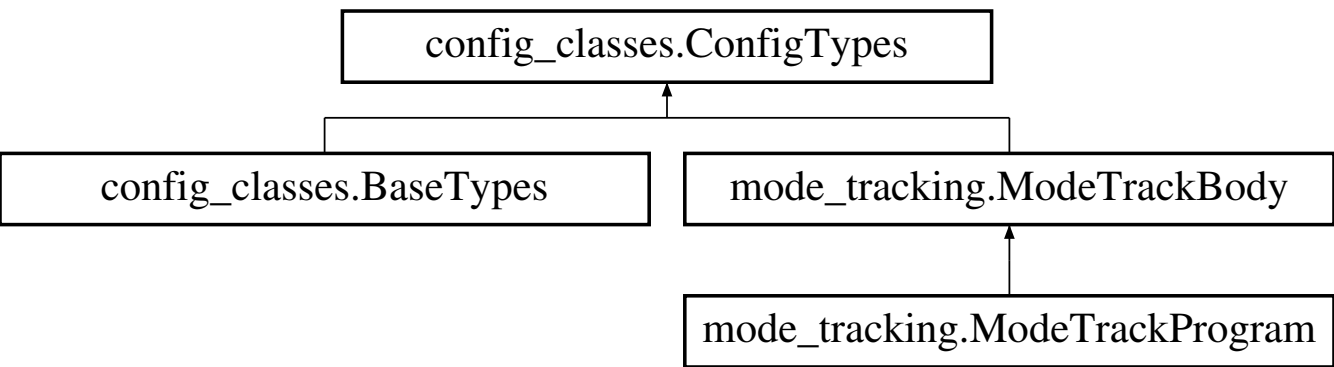 config_classes.ConfigTypes
config_classes.BaseTypes
mode_tracking.ModeTrackBody
mode_tracking.ModeTrackProgram